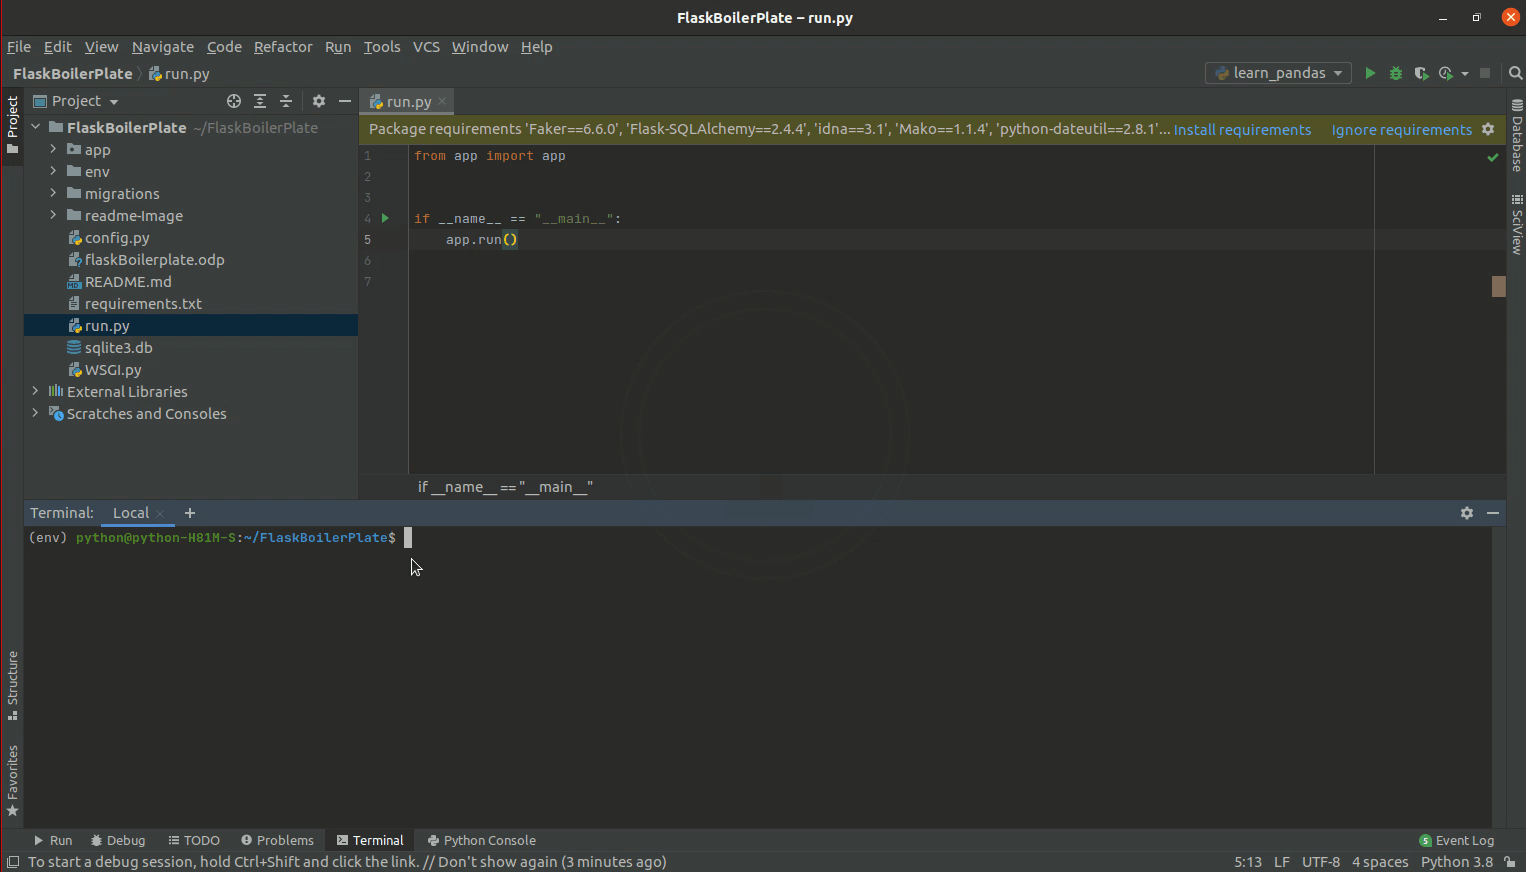 FlaskBoilerPlate – run.py
File Edit View Navigate Code Refactor Run Tools VCS Window Help
FlaskBoilerPlate run.py learn_pandas
Project
Project
run.py
Package requirements 'Faker==6.6.0', 'Flask-SQLAlchemy==2.4.4', 'idna==3.1', 'Mako==1.1.4', 'python-dateutil==2.8.1'... Install requirements Ignore requirements
FlaskBoilerPlate ~/FlaskBoilerPlate
app
env
migrations
readme-Image
config.py
flaskBoilerplate.odp
README.md
requirements.txt
run.py
sqlite3.db
WSGI.py
External Libraries
Scratches and Consoles
1 from app import app
2
3
4 if __name__ == "__main__":
5 app.run()
6
7
if __name__ == "__main__"
Database
SciView
Terminal: Local
(env) python@python-H81M-S:~/FlaskBoilerPlate$
Structure
Favorites
Run Debug TODO Problems Terminal Python Console 5 Event Log
To start a debug session, hold Ctrl+Shift and click the link. // Don't show again (3 minutes ago) 5:13 LF UTF-8 4 spaces Python 3.8